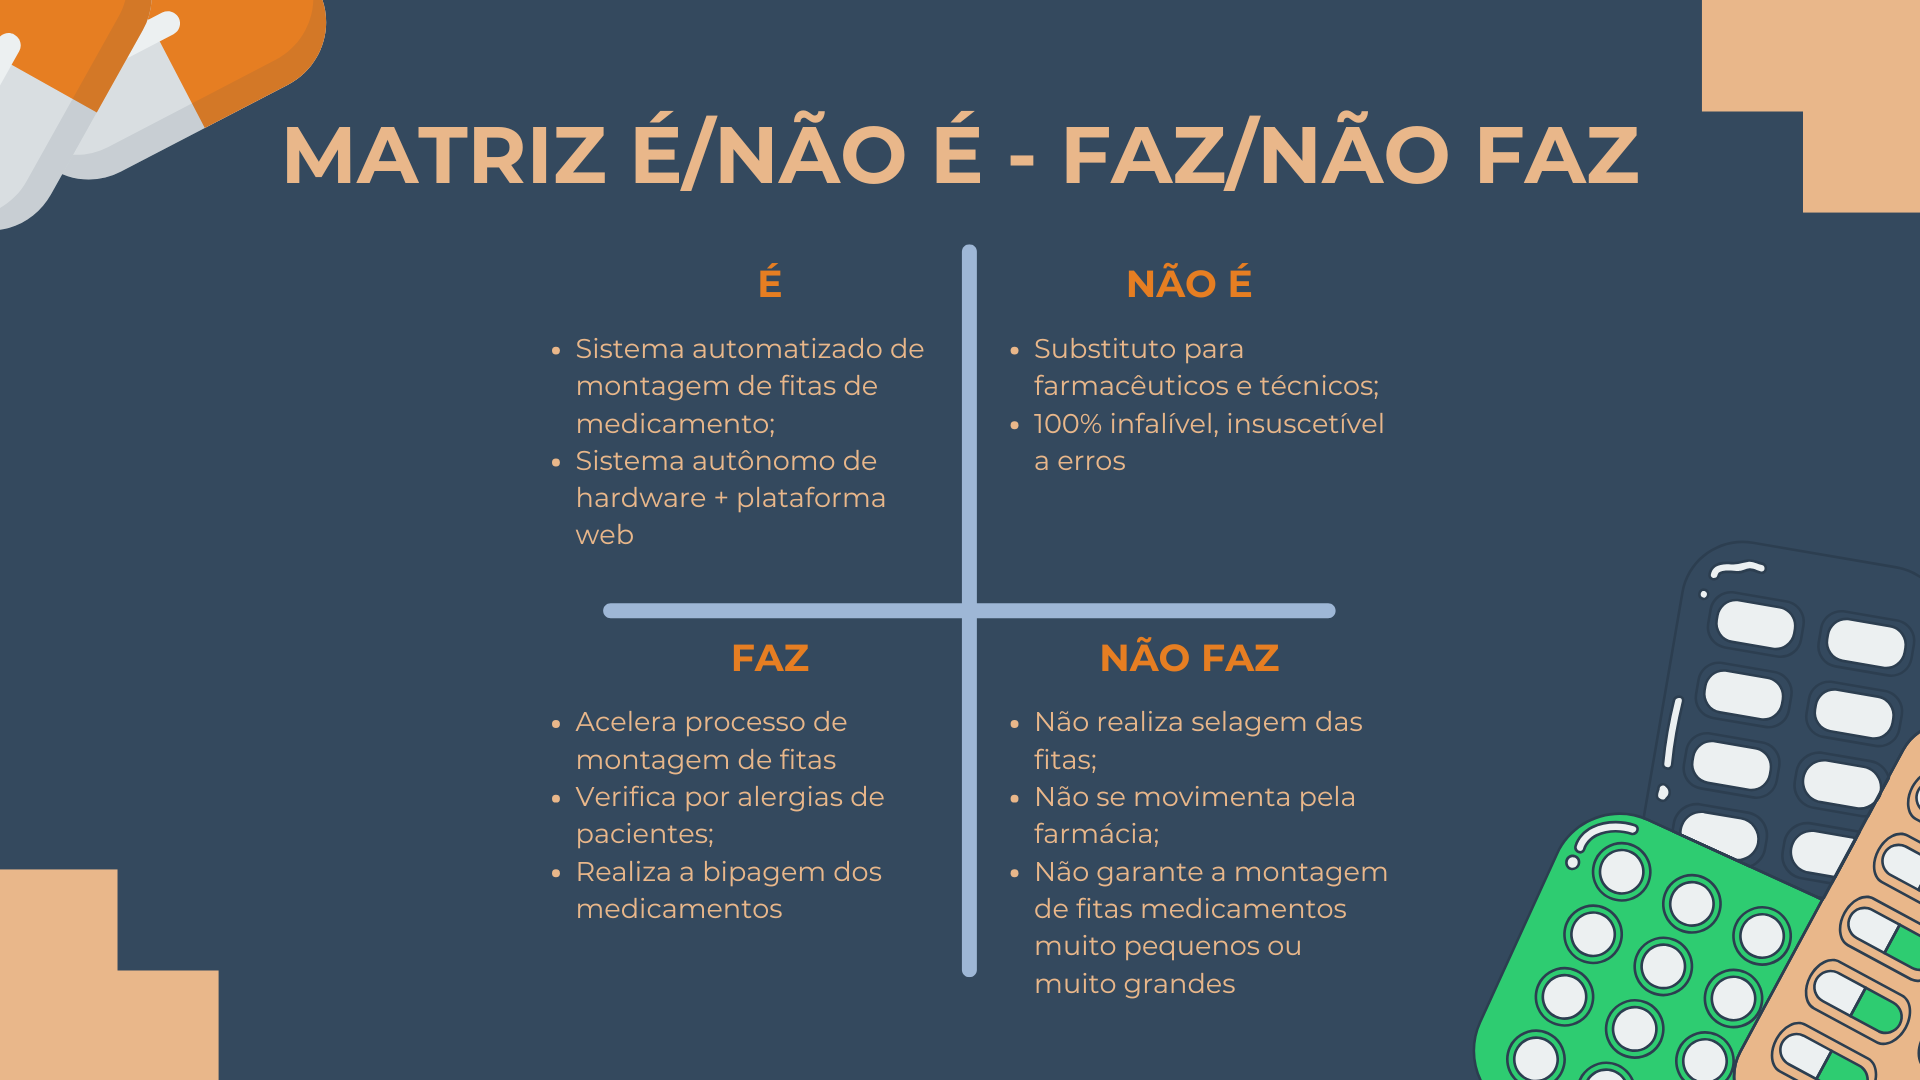 MATRIZ É/NÃO É - FAZ/NÃO FAZ
É
• Sistema automatizado de
montagem de fitas de
medicamento;
• Sistema autônomo de
hardware + plataforma
web
NÃO É
• Substituto para
farmacêuticos e técnicos;
• 100% infalível, insuscetível
a erros
FAZ
• Acelera processo de
montagem de fitas
• Verifica por alergias de
pacientes;
• Realiza a bipagem dos
medicamentos
NÃO FAZ
• Não realiza selagem das
fitas;
• Não se movimenta pela
farmácia;
• Não garante a montagem
de fitas medicamentos
muito pequenos ou
muito grandes